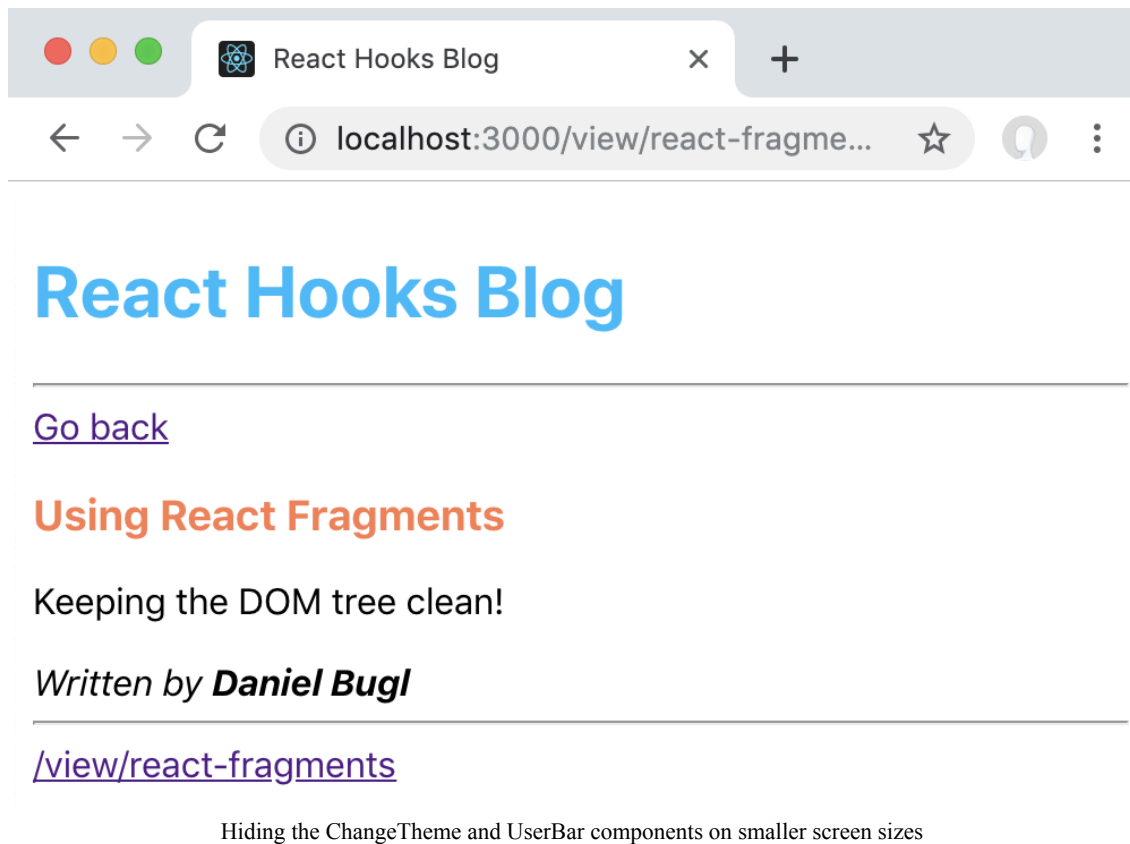 React Hooks Blog
localhost:3000/view/react-fragme...
React Hooks Blog
Go back
Using React Fragments
Keeping the DOM tree clean!
Written by Daniel Bugl
/view/react-fragments
Hiding the ChangeTheme and UserBar components on smaller screen sizes